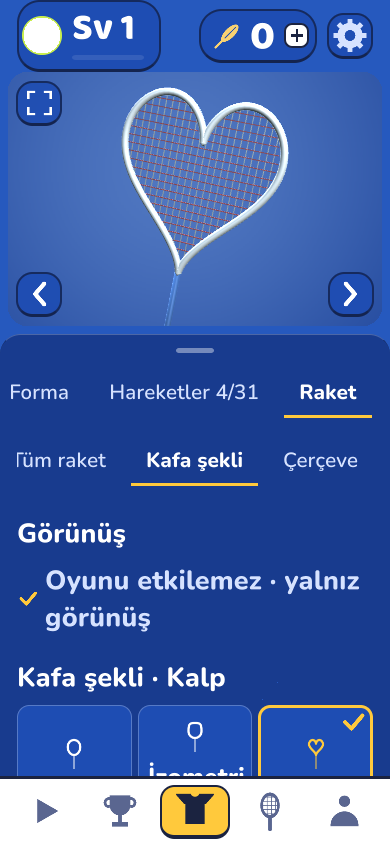 Sv 1
0
Forma
Hareketler 4/31
Raket
Tüm raket
Kafa şekli
Çerçeve
Görünüş
Oyunu etkilemez · yalnız
görünüş
Kafa şekli · Kalp
İzometri